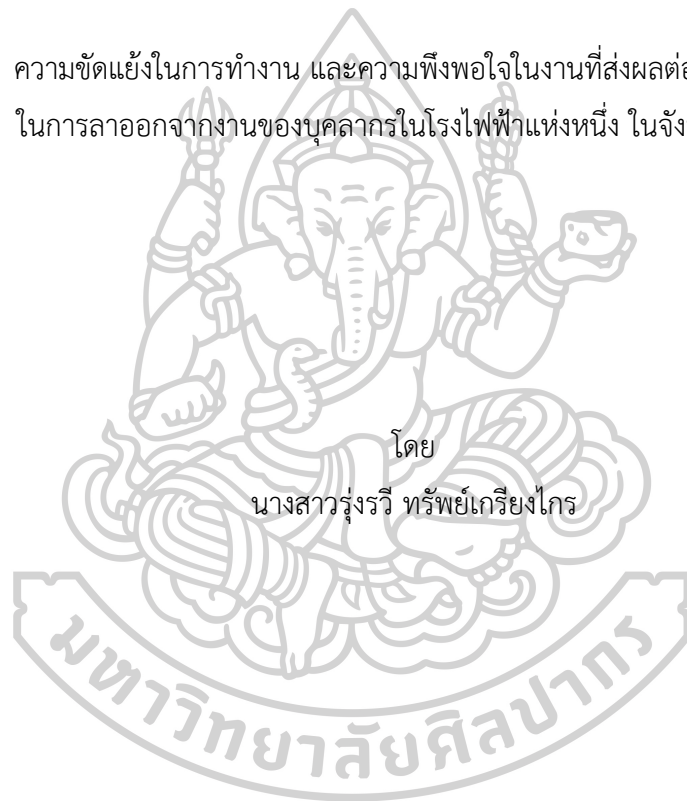 ความขัดแย้งในการทำงาน และความพึงพอใจในงานที่ส่งผลต่อ
ในการลาออกจากงานของบุคลากรในโรงไฟฟ้าแห่งหนึ่ง ในจัง
โดย
นางสาวรุ่งรวี ทรัพย์เกรียงไกร
มหาวิทยาลัยศิลปากร